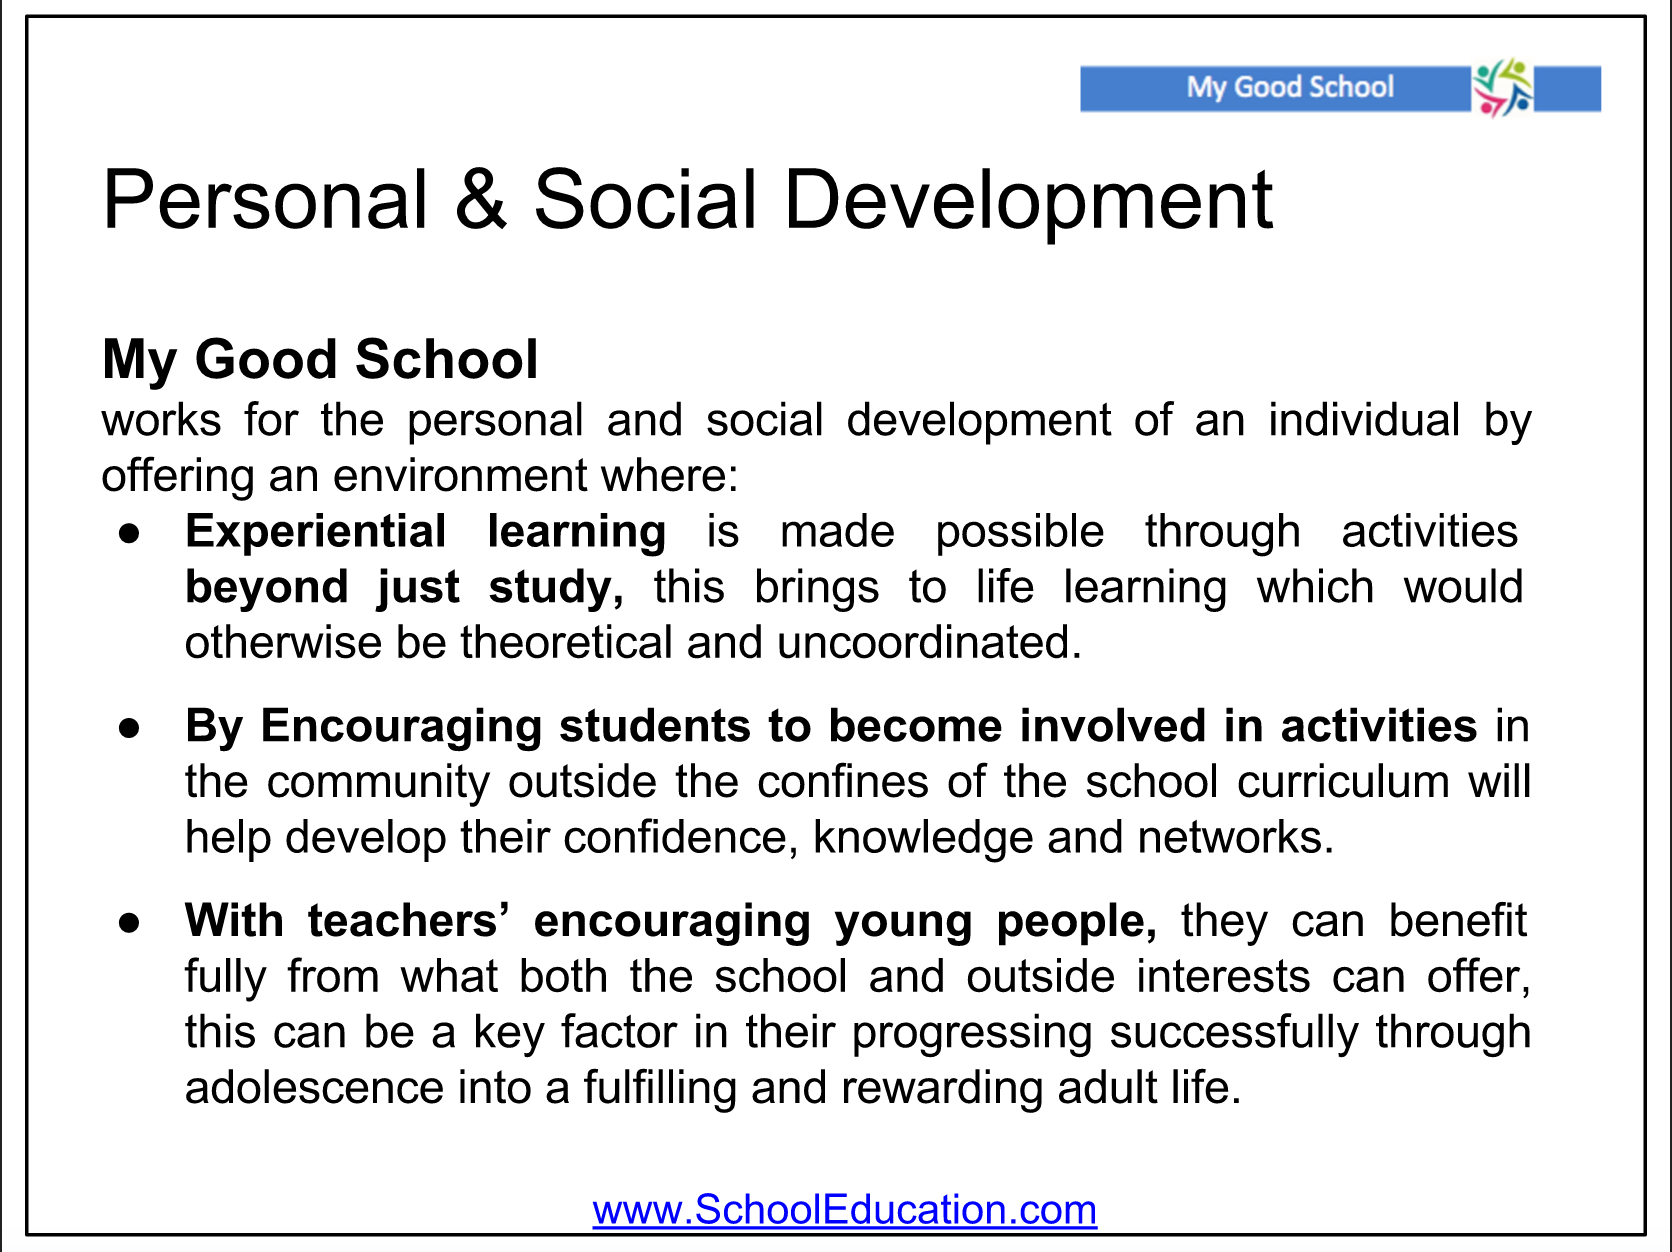 My Good School
Personal & Social Development
My Good School
works for the personal and social development of an individual by
offering an environment where:
● Experiential learning is made possible through activities
beyond just study, this brings to life learning which would
otherwise be theoretical and uncoordinated.
● By Encouraging students to become involved in activities in
the community outside the confines of the school curriculum will
help develop their confidence, knowledge and networks.
● With teachers’ encouraging young people, they can benefit
fully from what both the school and outside interests can offer,
this can be a key factor in their progressing successfully through
adolescence into a fulfilling and rewarding adult life.
www.SchoolEducation.com